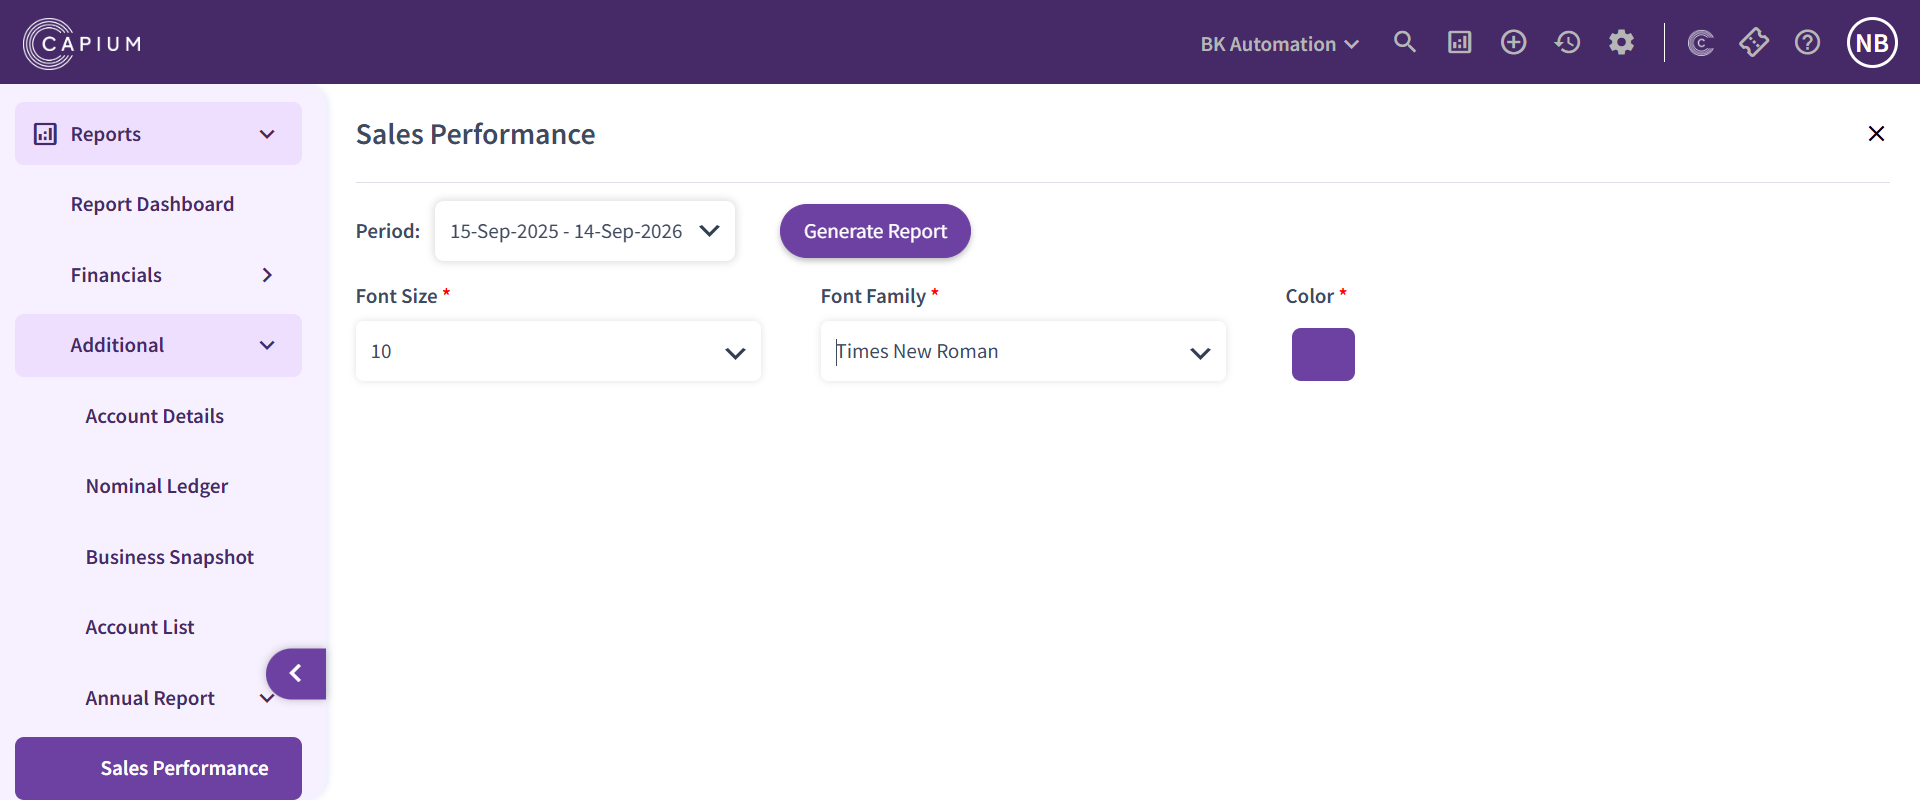 CAPIUM
BK Automation
C
NB
Reports
Report Dashboard
Financials
Additional
Account Details
Nominal Ledger
Business Snapshot
Account List
Annual Report
Sales Performance
Sales Performance
Period: 15-Sep-2025 - 14-Sep-2026 Generate Report
Font Size * Font Family * Color *
10 Times New Roman